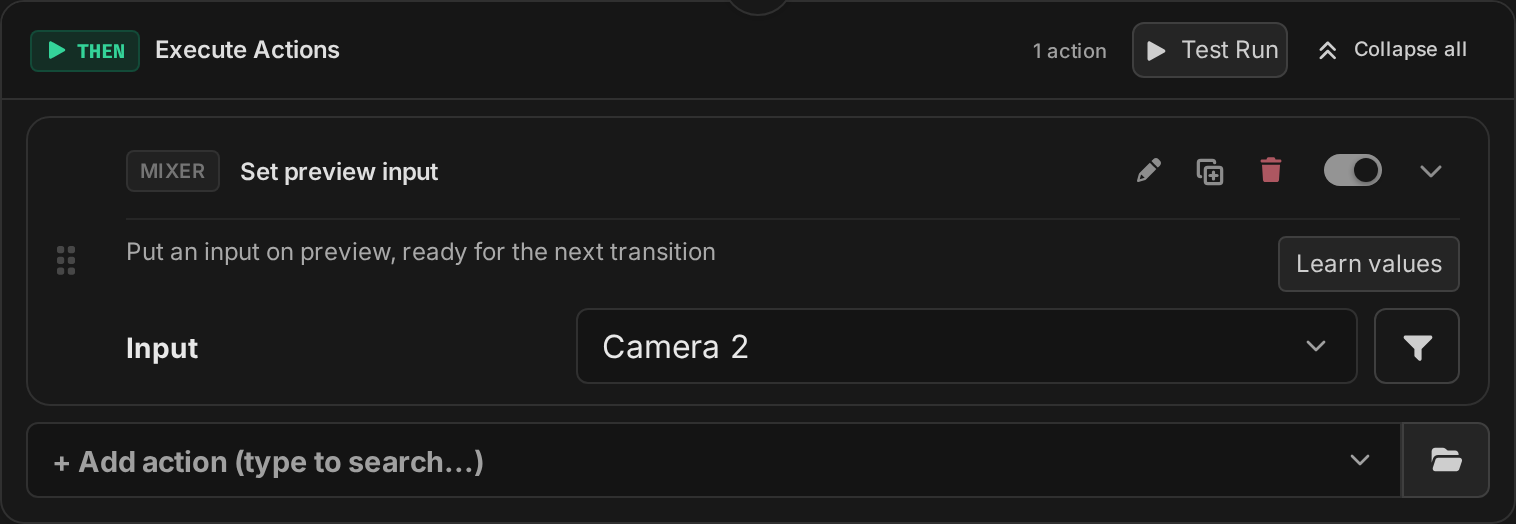 THEN Execute Actions 1 action Test Run Collapse all
MIXER Set preview input
Put an input on preview, ready for the next transition
Learn values
Input Camera 2
+ Add action (type to search...)